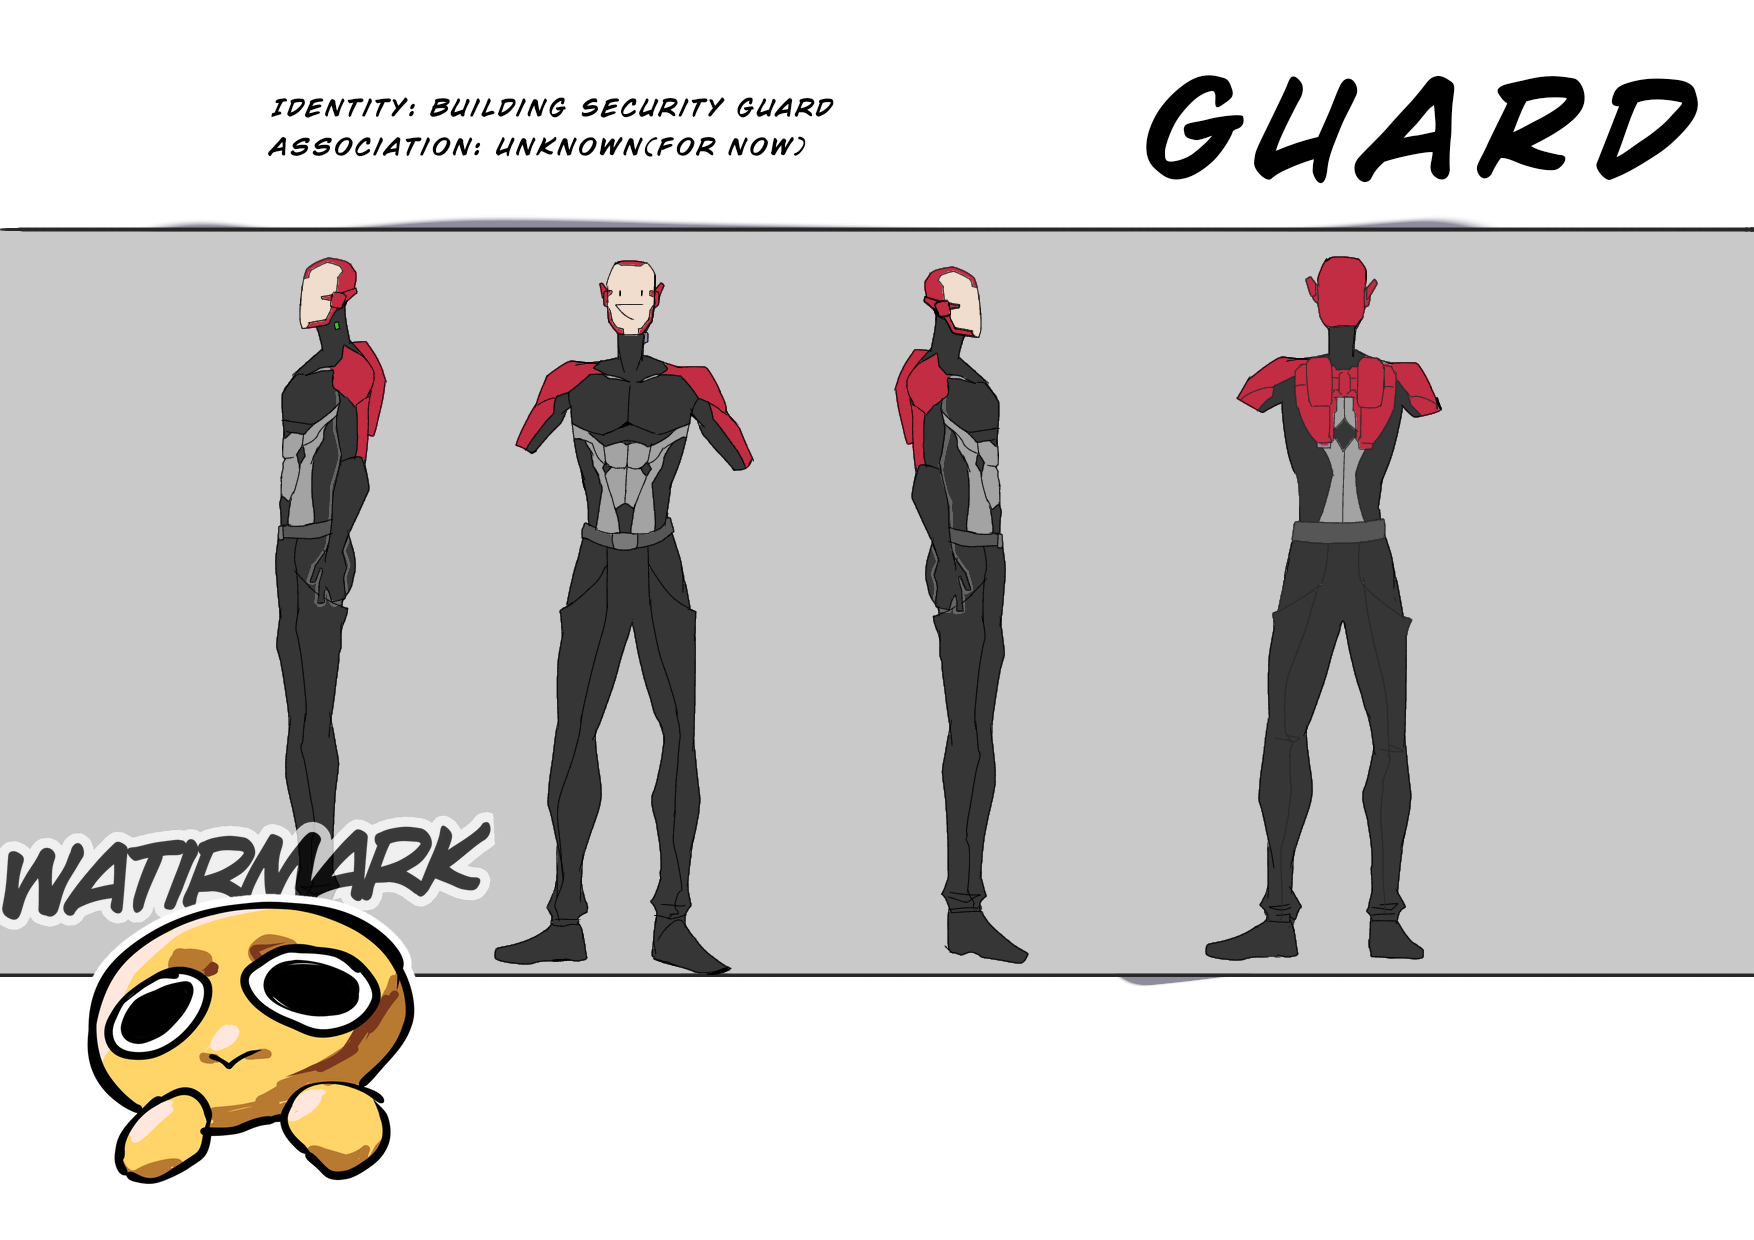 IDENTITY: BUILDING SECURITY GUARD
ASSOCIATION: UNKNOWN(FOR NOW)
GUARD
WATIRMARK